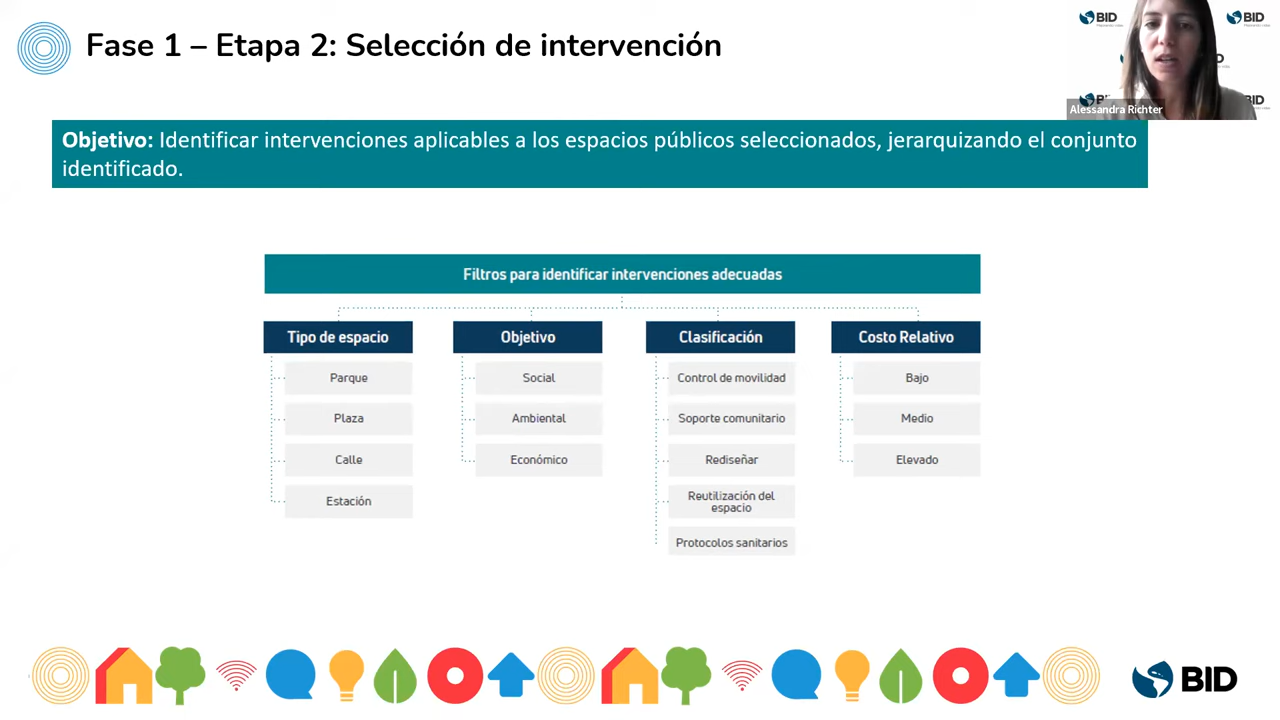 Fase 1 – Etapa 2: Selección de intervención
BID
BID
Alessandra Richter
BID
Objetivo: Identificar intervenciones aplicables a los espacios públicos seleccionados, jerarquizando el conjunto
identificado.
Filtros para identificar intervenciones adecuadas
Tipo de espacio
Parque
Plaza
Calle
Estación
Objetivo
Social
Ambiental
Económico
Clasificación
Control de movilidad
Soporte comunitario
Rediseñar
Reutilización del
espacio
Protocolos sanitarios
Costo Relativo
Bajo
Medio
Elevado
BID